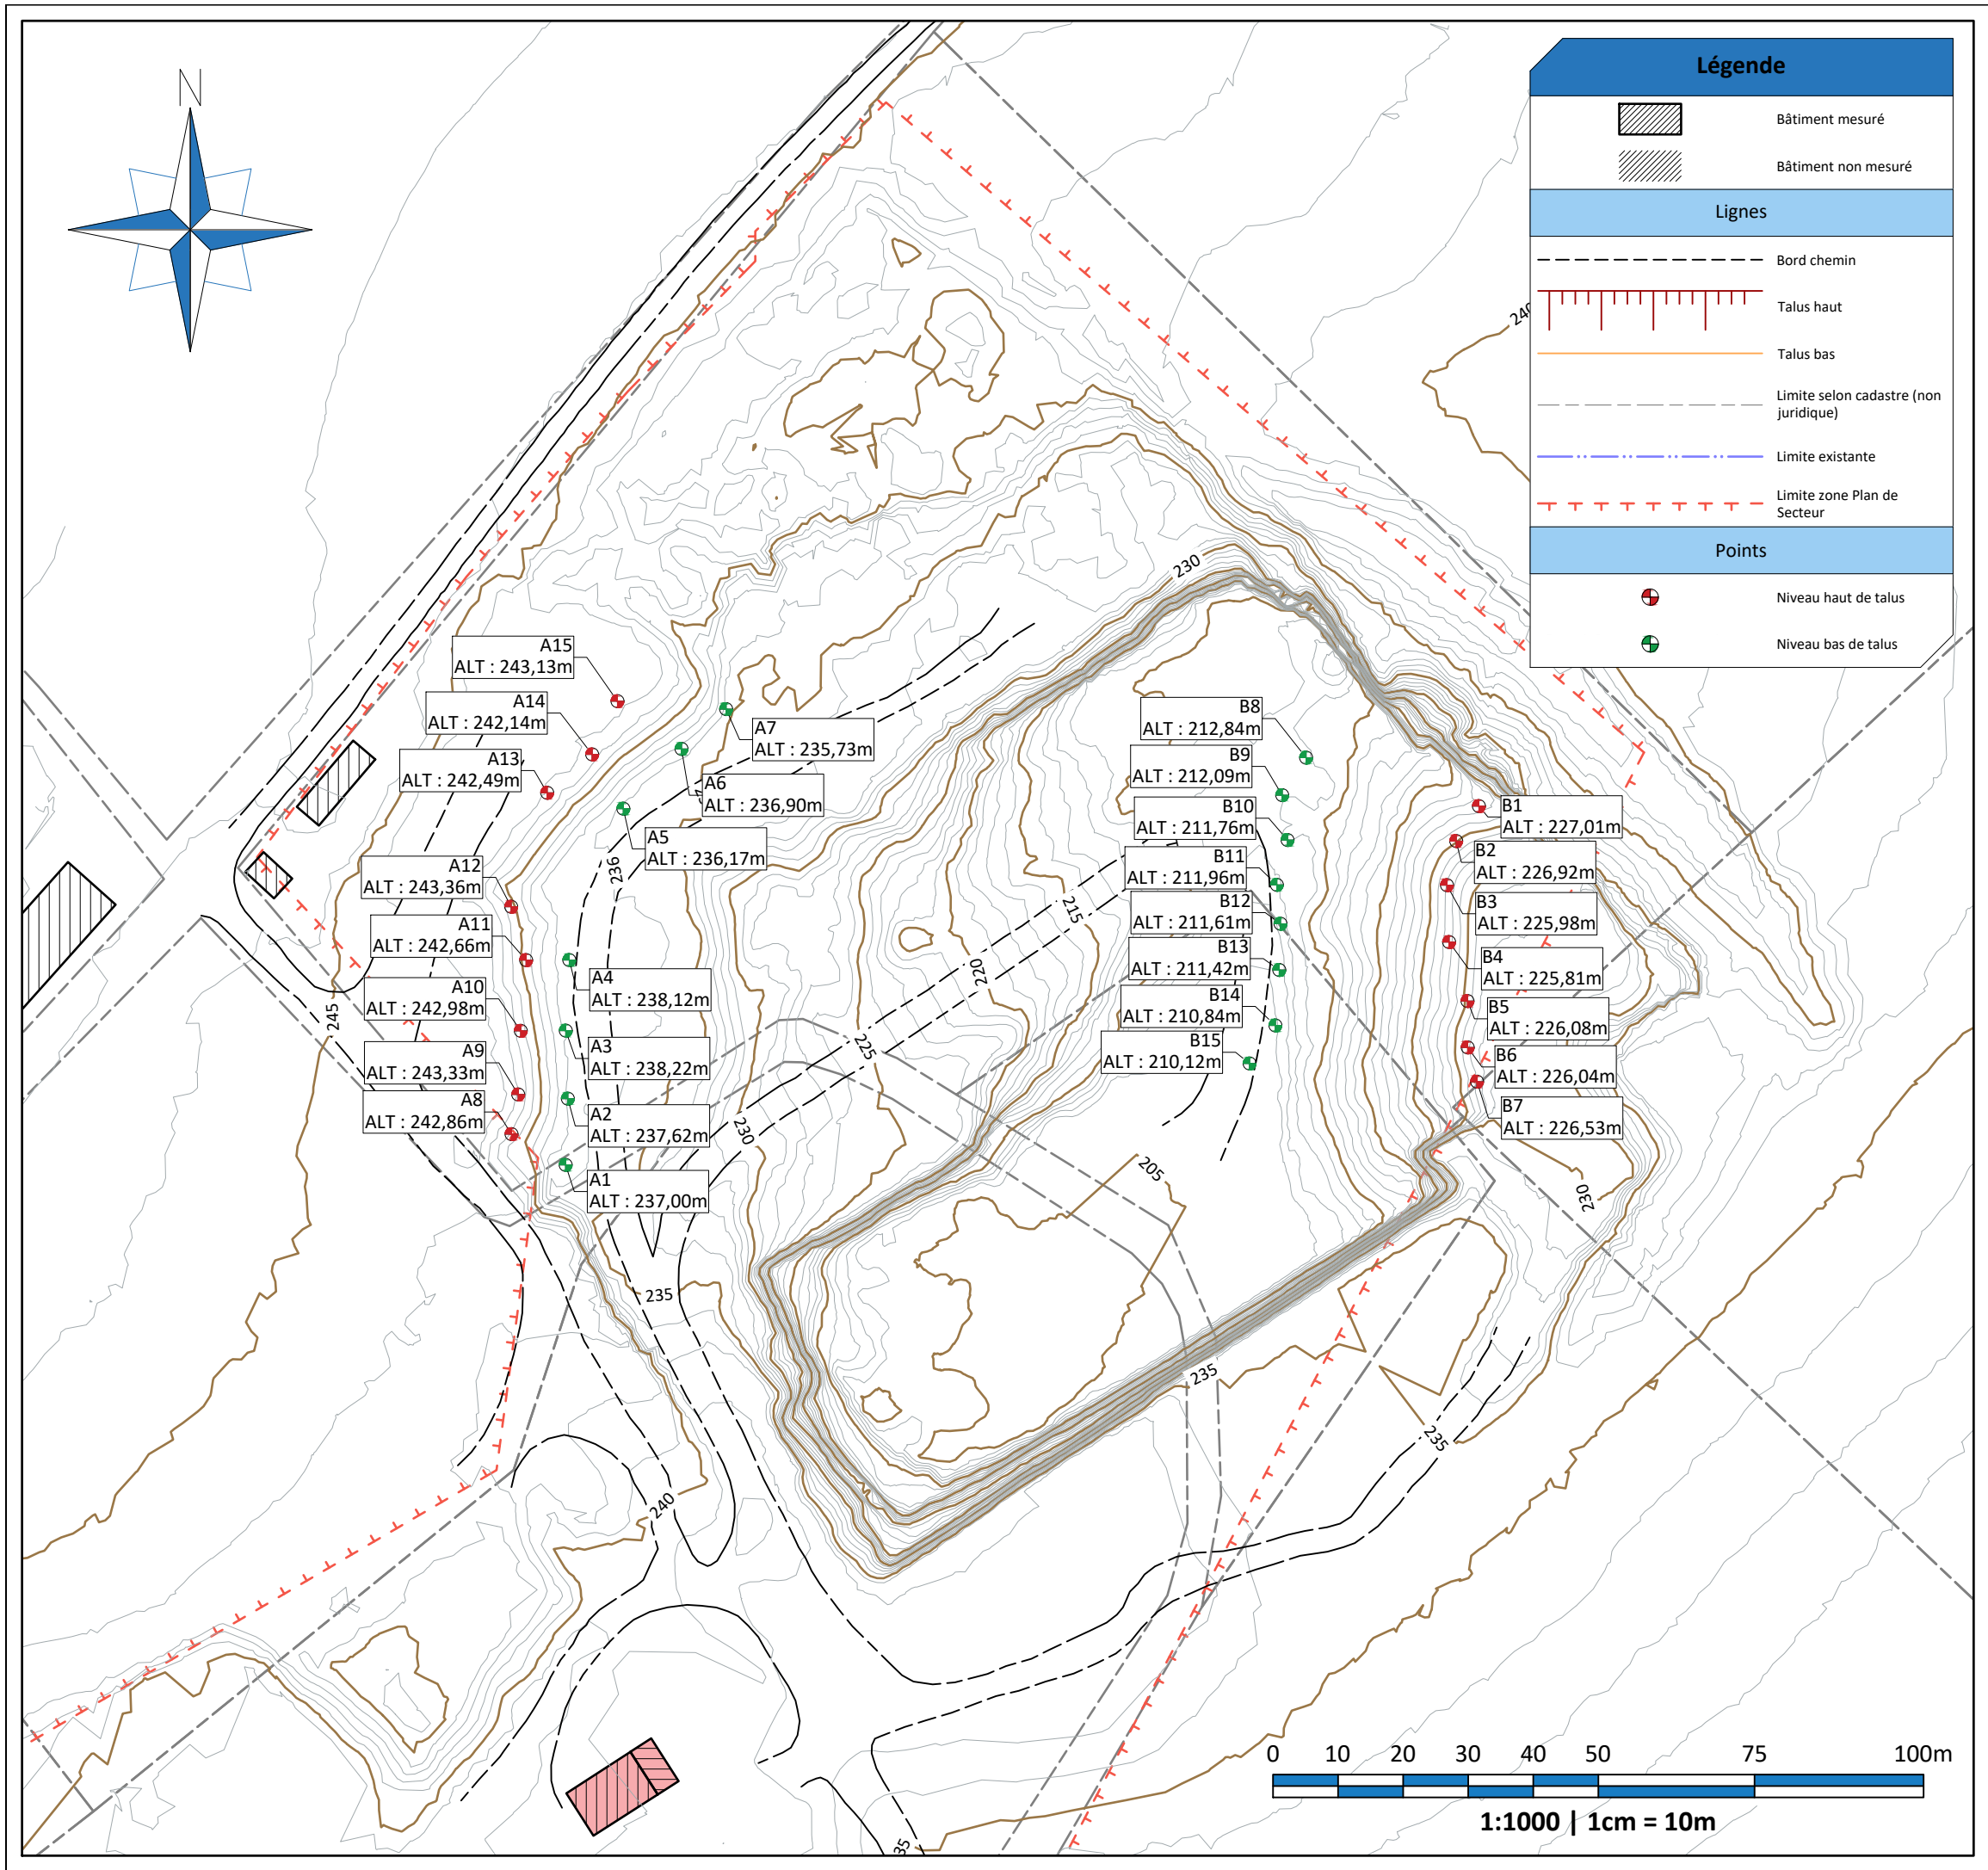 N
Légende
Bâtiment mesuré
Bâtiment non mesuré
Lignes
Bord chemin
Talus haut
Talus bas
Limite selon cadastre (non
juridique)
Limite existante
Limite zone Plan de
Secteur
Points
Niveau haut de talus
Niveau bas de talus
240
230
A15
ALT : 243,13m
A14
ALT : 242,14m
A13
ALT : 242,49m
A7
ALT : 235,73m
A6
ALT : 236,90m
A5
ALT : 236,17m
236
A12
ALT : 243,36m
A11
ALT : 242,66m
A10
ALT : 242,98m
A9
ALT : 243,33m
A8
ALT : 242,86m
A4
ALT : 238,12m
A3
ALT : 238,22m
A2
ALT : 237,62m
A1
ALT : 237,00m
B8
ALT : 212,84m
B9
ALT : 212,09m
B10
ALT : 211,76m
B11
ALT : 211,96m
B12
ALT : 211,61m
B13
ALT : 211,42m
B14
ALT : 210,84m
B15
ALT : 210,12m
B1
ALT : 227,01m
B2
ALT : 226,92m
B3
ALT : 225,98m
B4
ALT : 225,81m
B5
ALT : 226,08m
B6
ALT : 226,04m
B7
ALT : 226,53m
215
220
225
230
245
205
230
235
235
235
240
35
0 10 20 30 40 50 75 100m
1:1000 | 1cm = 10m